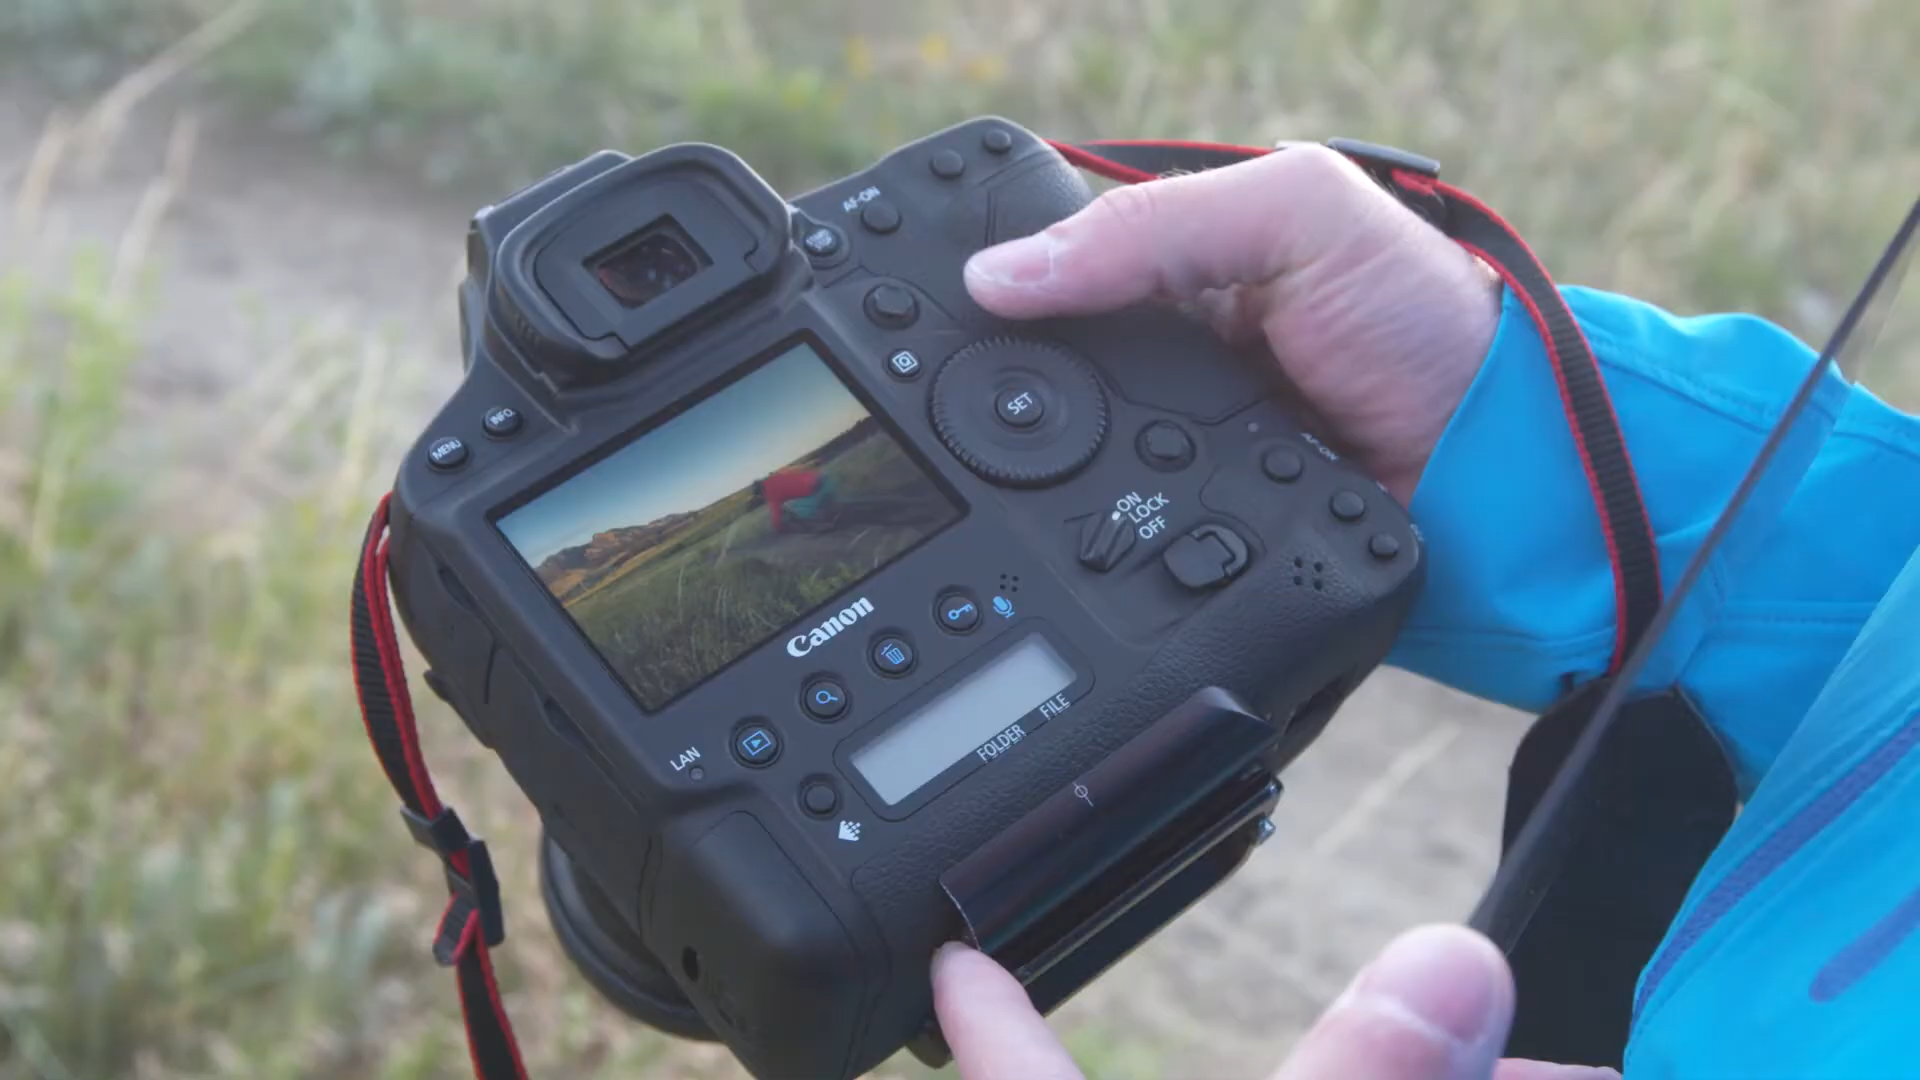 AF-ON
INFO.
MENU
SET
AF-ON
ON
LOCK
OFF
Canon
LAN
FOLDER
FILE